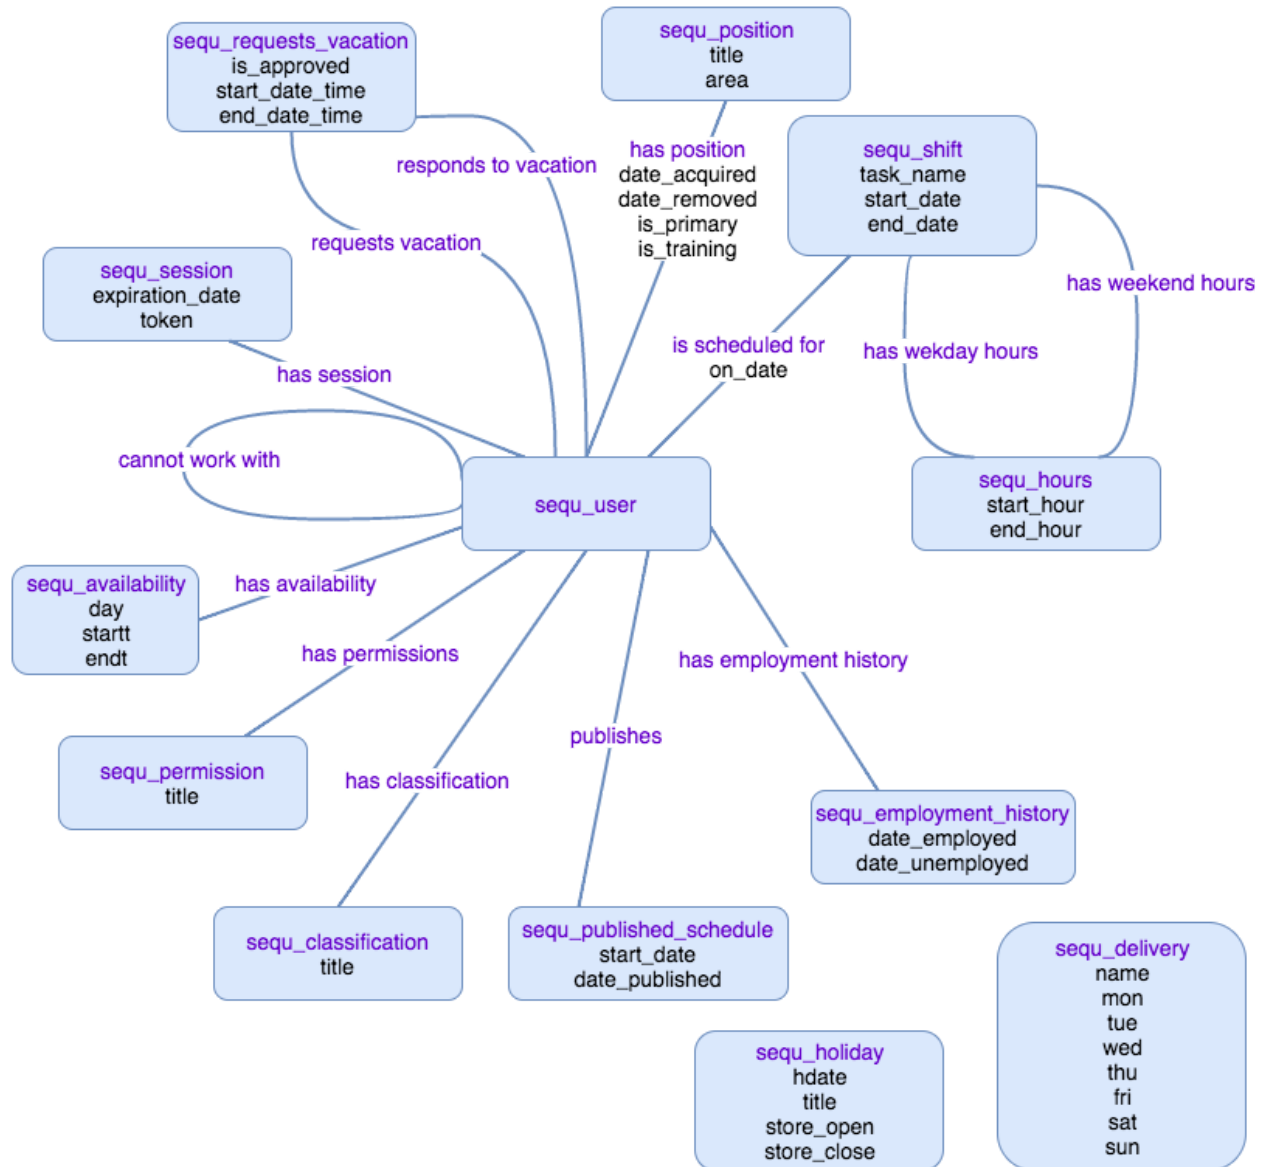 sequ_requests_vacation
is_approved
start_date_time
end_date_time
sequ_position
title
area
sequ_shift
task_name
start_date
end_date
responds to vacation
requests vacation
has position
date_acquired
date_removed
is_primary
is_training
sequ_session
expiration_date
token
has session
is scheduled for
on_date
has wekday hours
has weekend hours
cannot work with
sequ_user
sequ_hours
start_hour
end_hour
sequ_availability
day
startt
endt
has availability
has permissions
has employment history
sequ_permission
title
has classification
publishes
sequ_employment_history
date_employed
date_unemployed
sequ_classification
title
sequ_published_schedule
start_date
date_published
sequ_delivery
name
mon
tue
wed
thu
fri
sat
sun
sequ_holiday
hdate
title
store_open
store_close